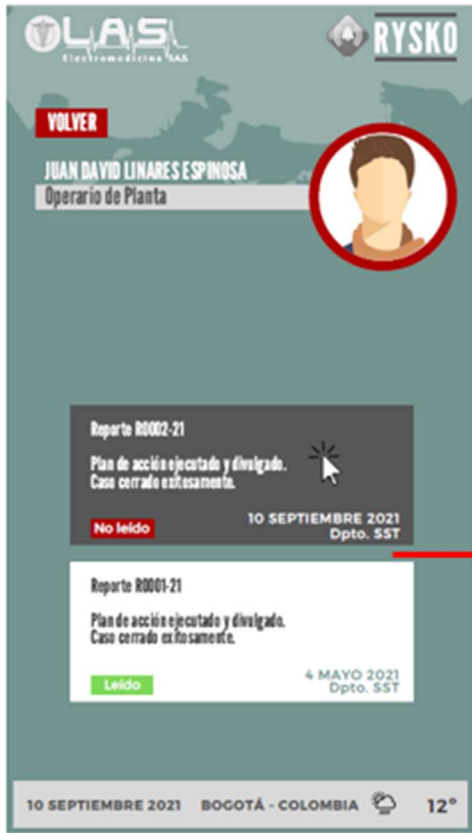 LAS
Electromedicina SAS
RYSKO
VOLVER
JUAN DAVID LINARES ESPINOSA
Operario de Planta
Reporte R0002-21
Plan de acción ejecutado y divulgado.
Caso cerrado exitosamente.
No leído
10 SEPTIEMBRE 2021
Dpto. SST
Reporte R0001-21
Plan de acción ejecutado y divulgado.
Caso cerrado exitosamente.
Leído
4 MAYO 2021
Dpto. SST
10 SEPTIEMBRE 2021 BOGOTÁ - COLOMBIA 12°